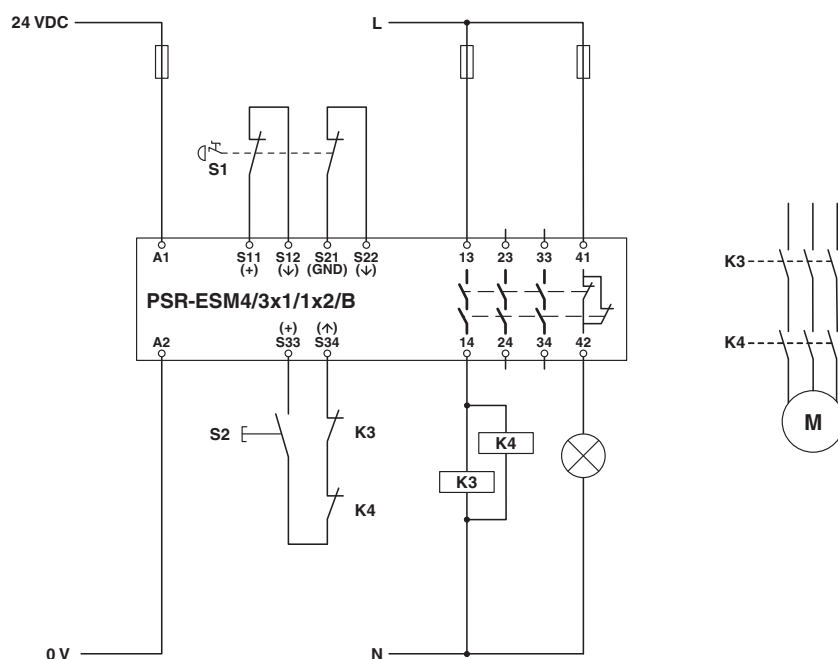 24 VDC
L
S1
A1
S11
(+)
S12
(↓)
S21
(GND)
S22
(↓)
13
23
33
41
PSR-ESM4/3x1/1x2/B
(+)
(↑)
A2
S33
S34
14
24
34
42
S2
K3
K4
K4
K3
K3
K4
M
0 V
N